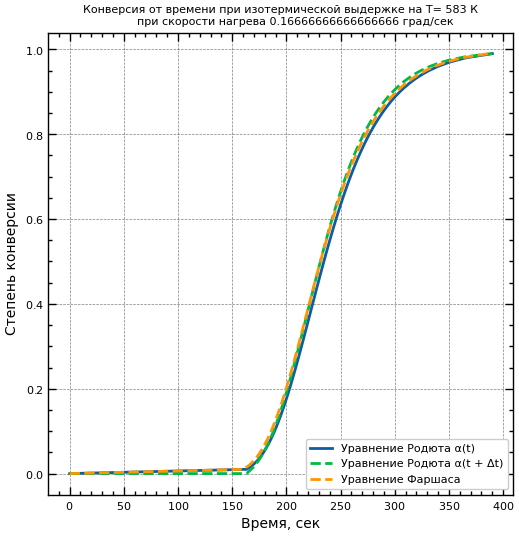 Конверсия от времени при изотермической выдержке на T= 583 К
при скорости нагрева 0.16666666666666666 град/сек
Степень конверсии
1.0
0.8
0.6
0.4
0.2
0.0
0 50 100 150 200 250 300 350 400
Время, сек
Уравнение Родюта α(t)
Уравнение Родюта α(t + Δt)
Уравнение Фаршаса